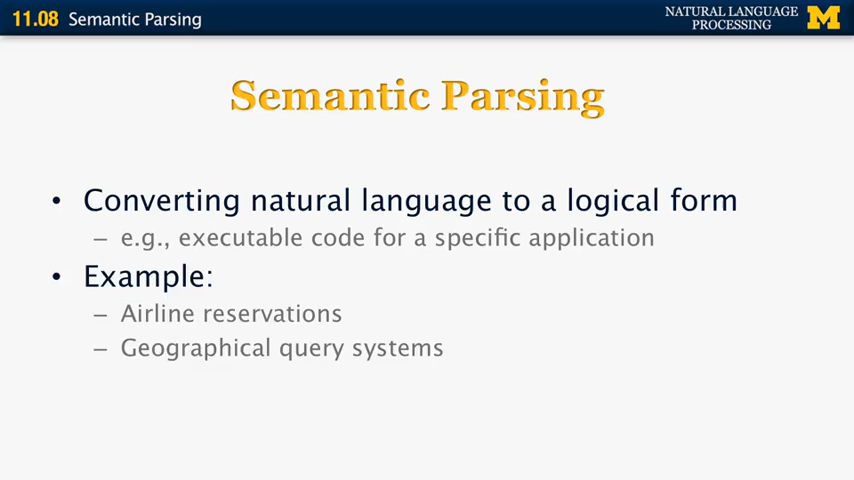 11.08 Semantic Parsing
NATURAL LANGUAGE
PROCESSING
M
Semantic Parsing
• Converting natural language to a logical form
– e.g., executable code for a specific application
• Example:
– Airline reservations
– Geographical query systems